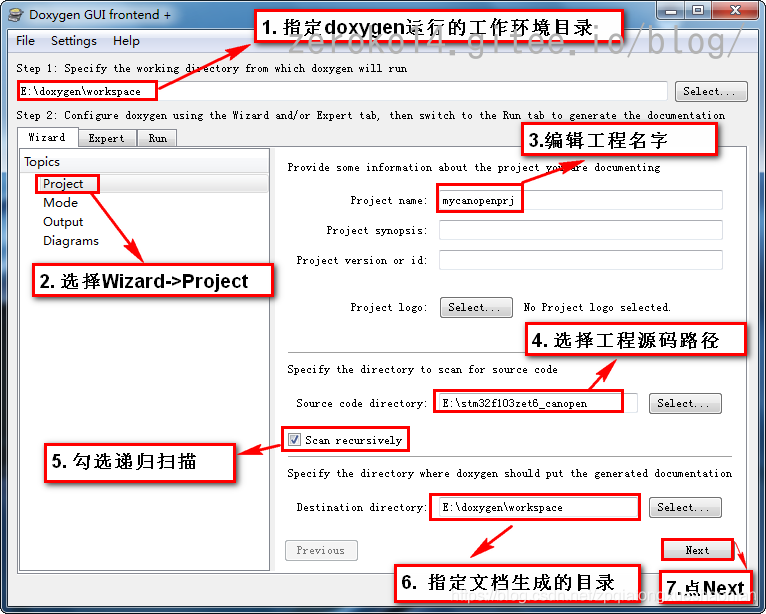 Doxygen GUI frontend +
1. 指定doxygen运行的工作环境目录
zeroko14.gitee.io/blog/
File Settings Help
Step 1: Specify the working directory from which doxygen will run
E:\doxygen\workspace
Select...
Step 2: Configure doxygen using the Wizard and/or Expert tab, then switch to the Run tab to generate the documentation
Wizard Expert Run
3.编辑工程名字
Topics
Project
Mode
Output
Diagrams
2. 选择Wizard->Project
Provide some information about the project you are documenting
Project name: mycanopenprj
Project synopsis:
Project version or id:
Project logo: Select... No Project logo selected.
4. 选择工程源码路径
Specify the directory to scan for source code
Source code directory: E:\stm32f103zet6_canopen Select...
Scan recursively
5. 勾选递归扫描
Specify the directory where doxygen should put the generated documentation
Destination directory: E:\doxygen\workspace Select...
Previous Next
6. 指定文档生成的目录
7.点Next